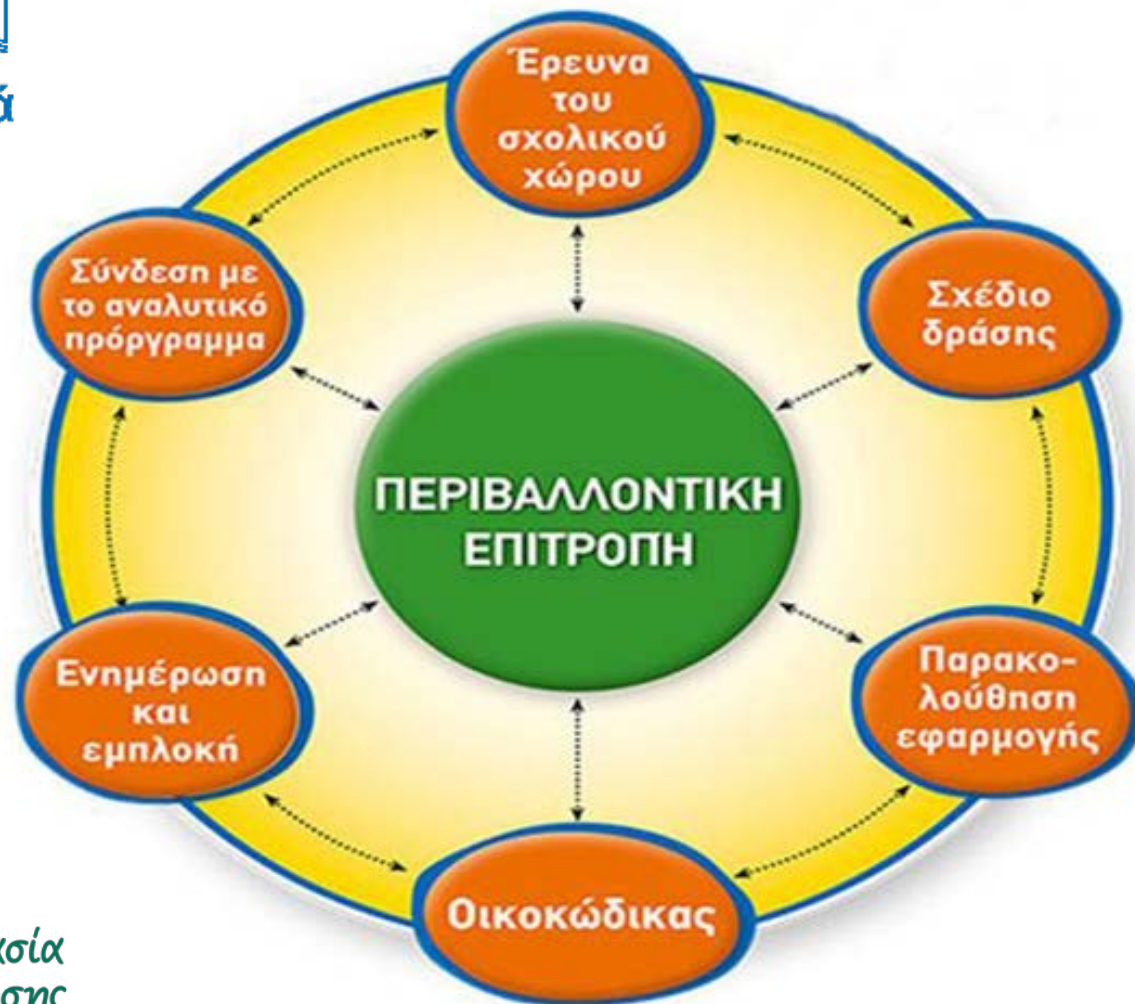 Έρευνα
του
σχολικού
χώρου
Σύνδεση με
το αναλυτικό
πρόργραμμα
Σχέδιο
δράσης
ΠΕΡΙΒΑΛΛΟΝΤΙΚΗ
ΕΠΙΤΡΟΠΗ
Ενημέρωση
και
εμπλοκή
Παρακο-
λούθηση
εφαρμογής
Οικοκώδικας